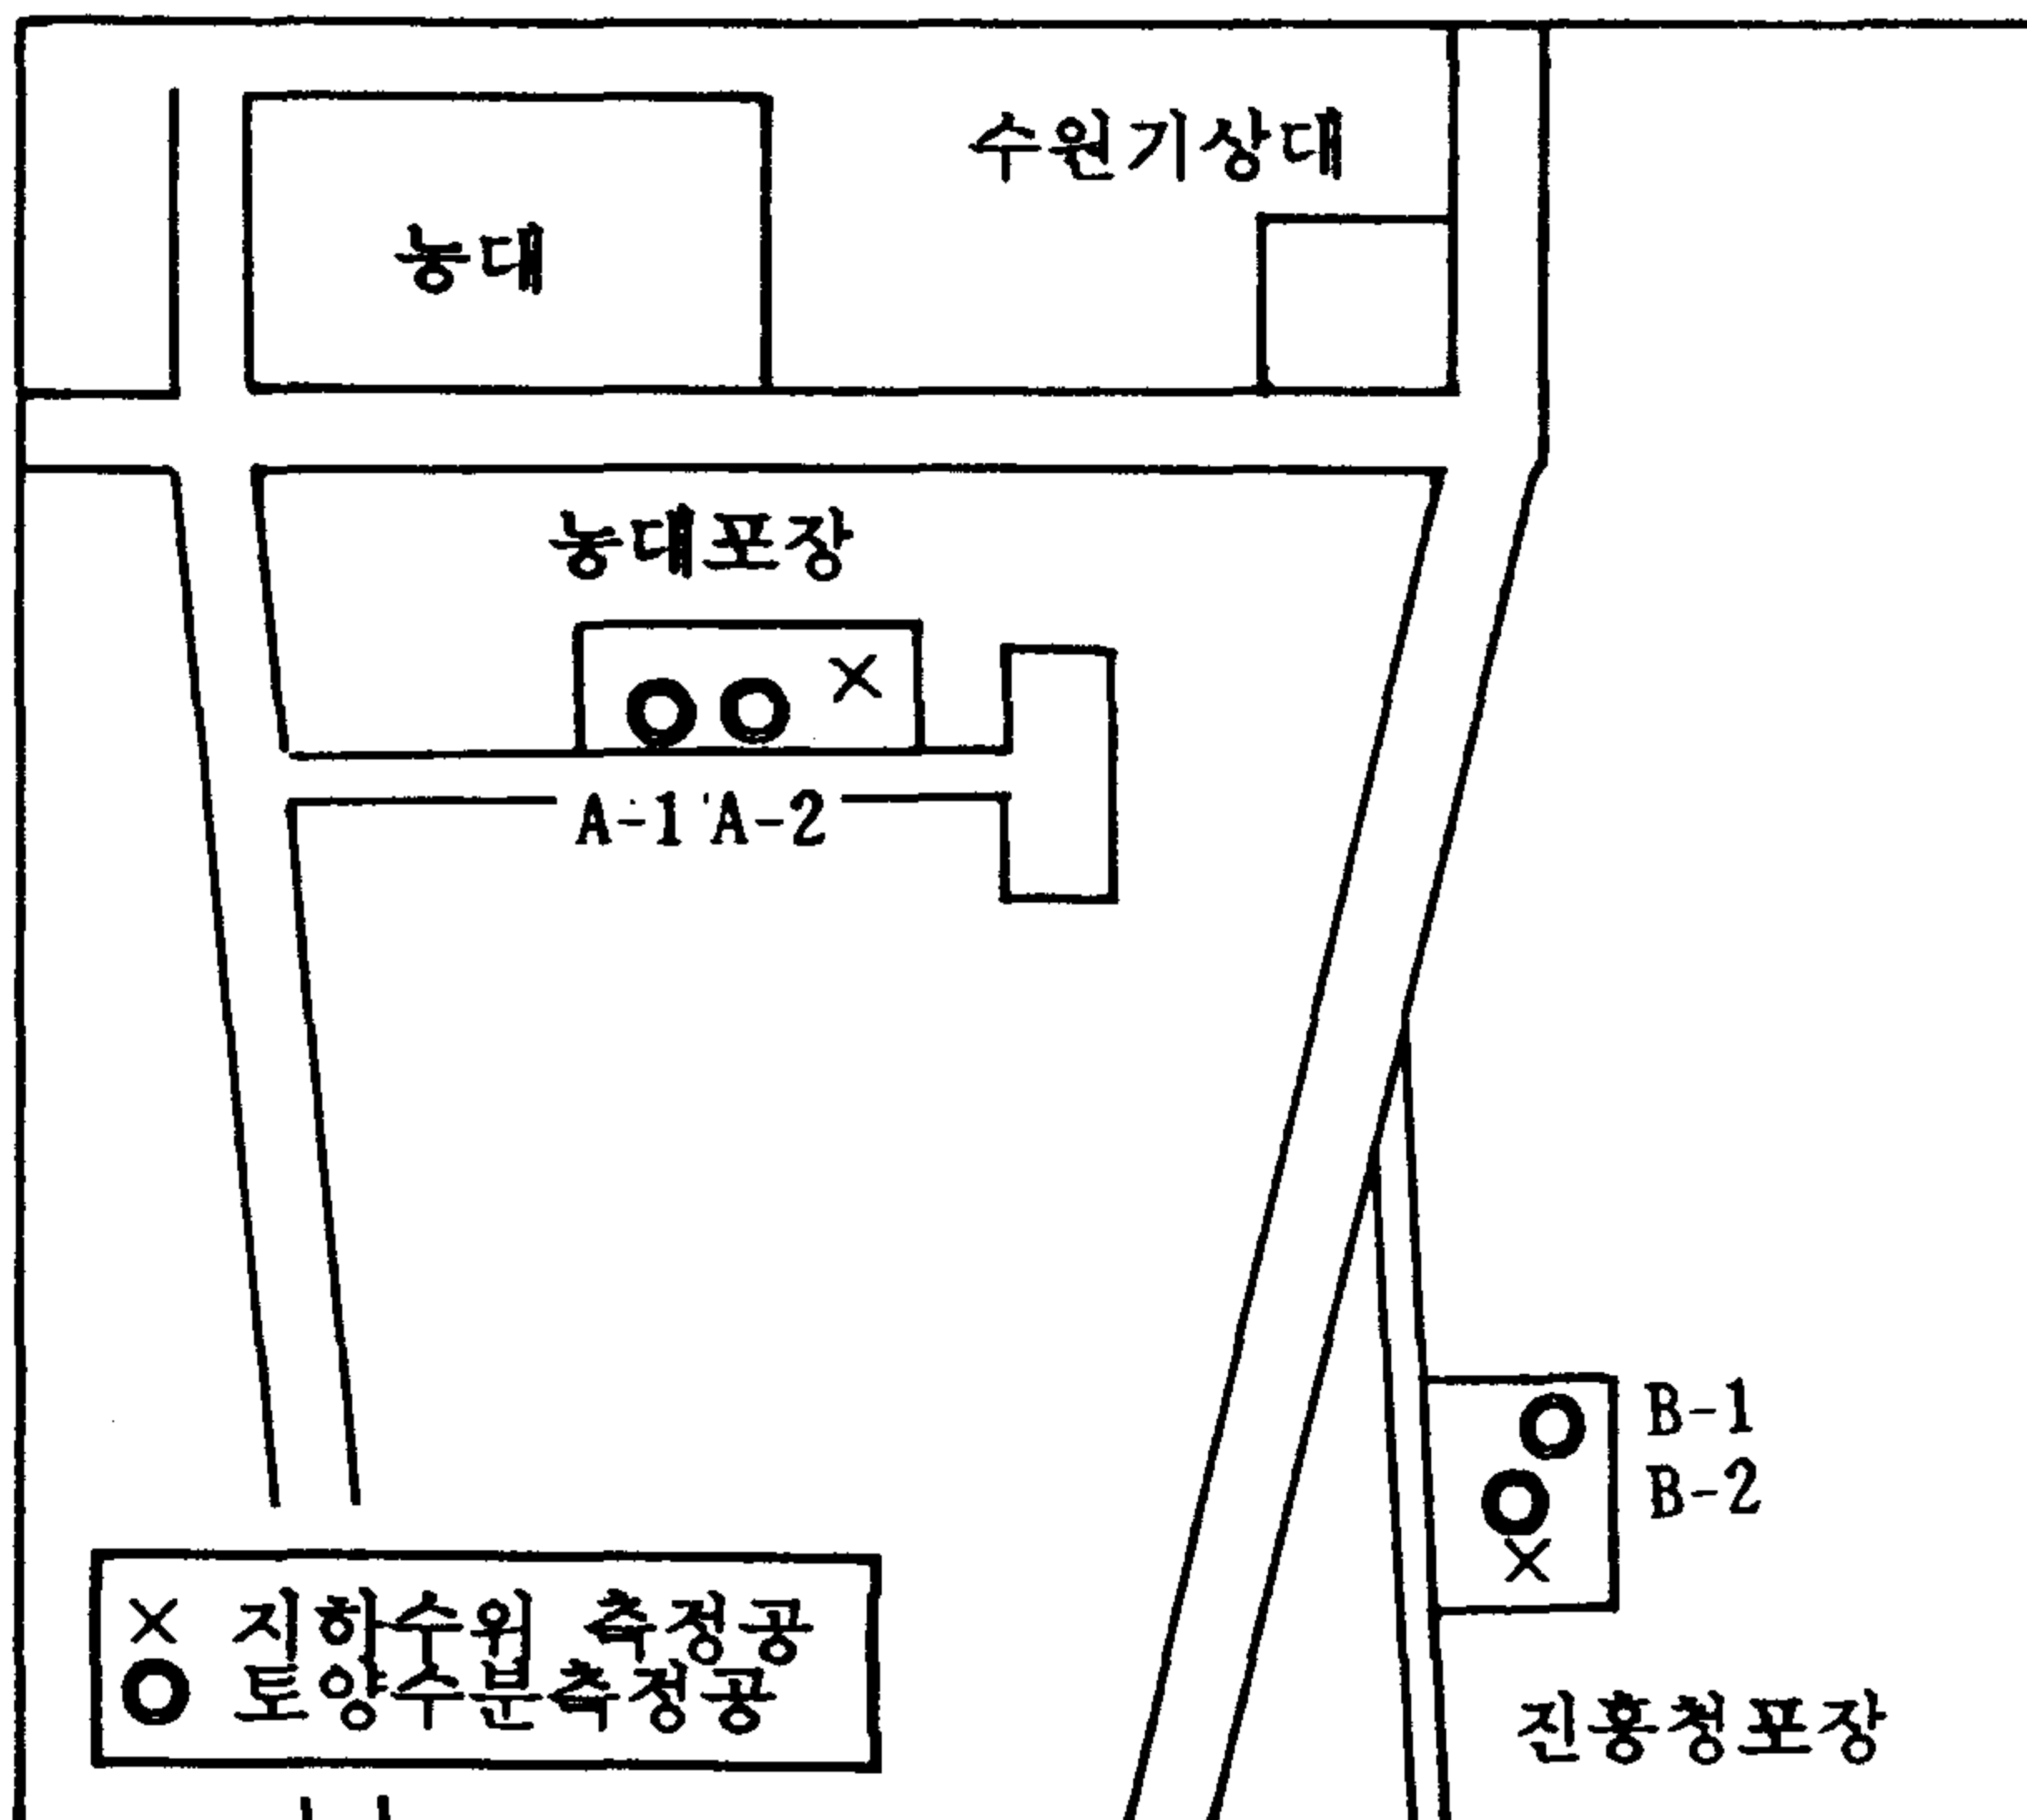 수원기상대
농대
농대포장
A-1 A-2
B-1
B-2
× 지하수위 측정공
토양수분측정공
진흥청포장